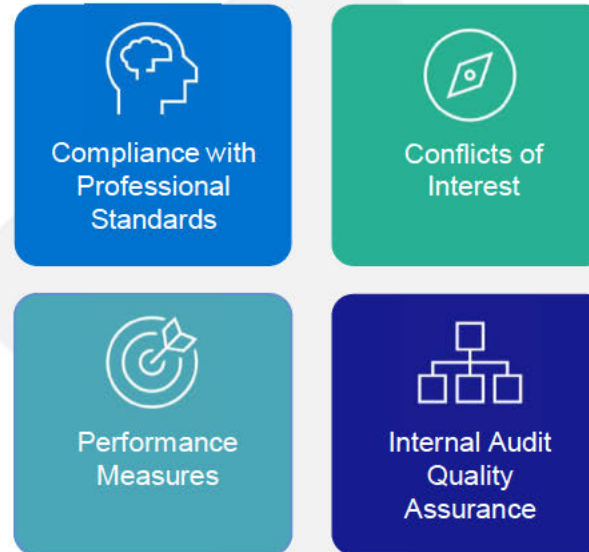 Compliance with
Professional
Standards
Conflicts of
Interest
Performance
Measures
Internal Audit
Quality
Assurance